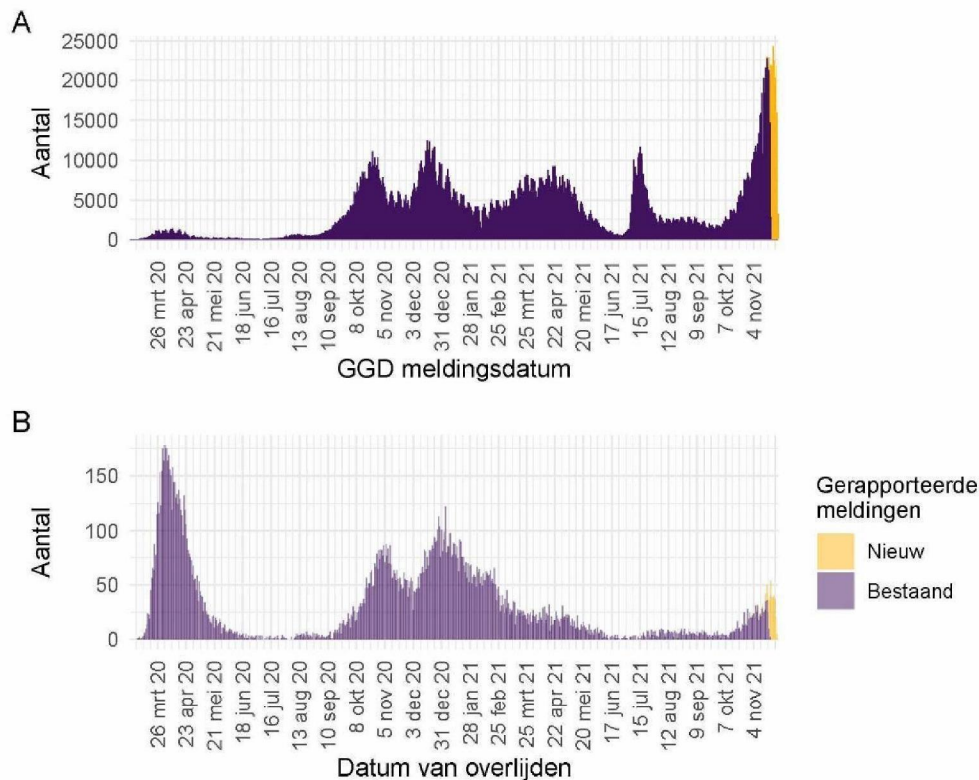 A
25000
20000
15000
10000
5000
0
Aantal
26 mrt 20
23 apr 20
21 mei 20
18 jun 20
16 jul 20
13 aug 20
10 sep 20
8 okt 20
5 nov 20
3 dec 20
31 dec 20
28 jan 21
25 feb 21
25 mrt 21
22 apr 21
20 mei 21
17 jun 21
15 jul 21
12 aug 21
9 sep 21
7 okt 21
4 nov 21
GGD meldingsdatum
B
150
100
50
0
Aantal
26 mrt 20
23 apr 20
21 mei 20
18 jun 20
16 jul 20
13 aug 20
10 sep 20
8 okt 20
5 nov 20
3 dec 20
31 dec 20
28 jan 21
25 feb 21
25 mrt 21
22 apr 21
20 mei 21
17 jun 21
15 jul 21
12 aug 21
9 sep 21
7 okt 21
4 nov 21
Datum van overlijden
Gerapporteerde
meldingen
Nieuw
Bestaand